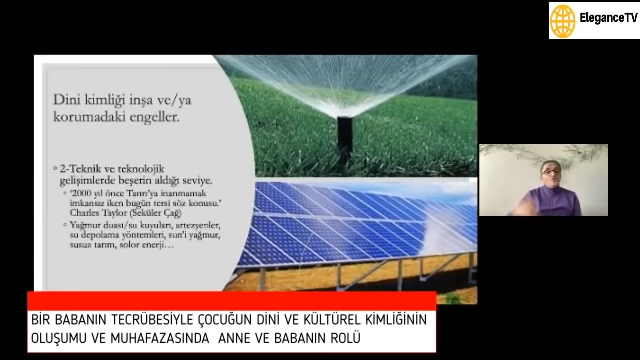 EleganceTV
Dini kimliği inşa ve/ya
korumadaki engeller.
2-Teknik ve teknolojik
gelişimlerde beşerin aldığı seviye.
'2000 yıl önce Tanrı'ya inanmamak
imkansız iken bugün tersi söz konusu.'
Charles Taylor (Seküler Çağ)
Yağmur duası/su kuyuları, artezyenler,
su depolama yöntemleri, sun'i yağmur,
susuz tarım, solor enerji…
BİR BABANIN TECRÜBESİYLE ÇOCUĞUN DİNİ VE KÜLTÜREL KİMLİĞİNİN
OLUŞUMU VE MUHAFAZASINDA ANNE VE BABANIN ROLÜ